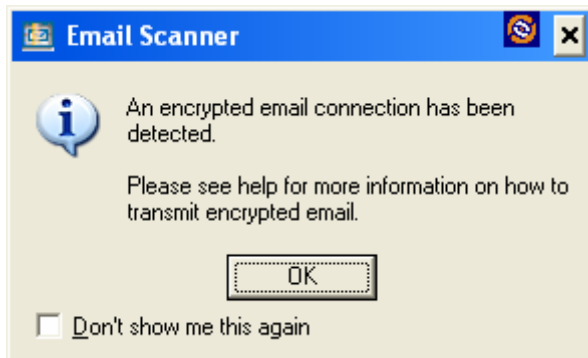 Email Scanner
An encrypted email connection has been
detected.
Please see help for more information on how to
transmit encrypted email.
OK
Don't show me this again